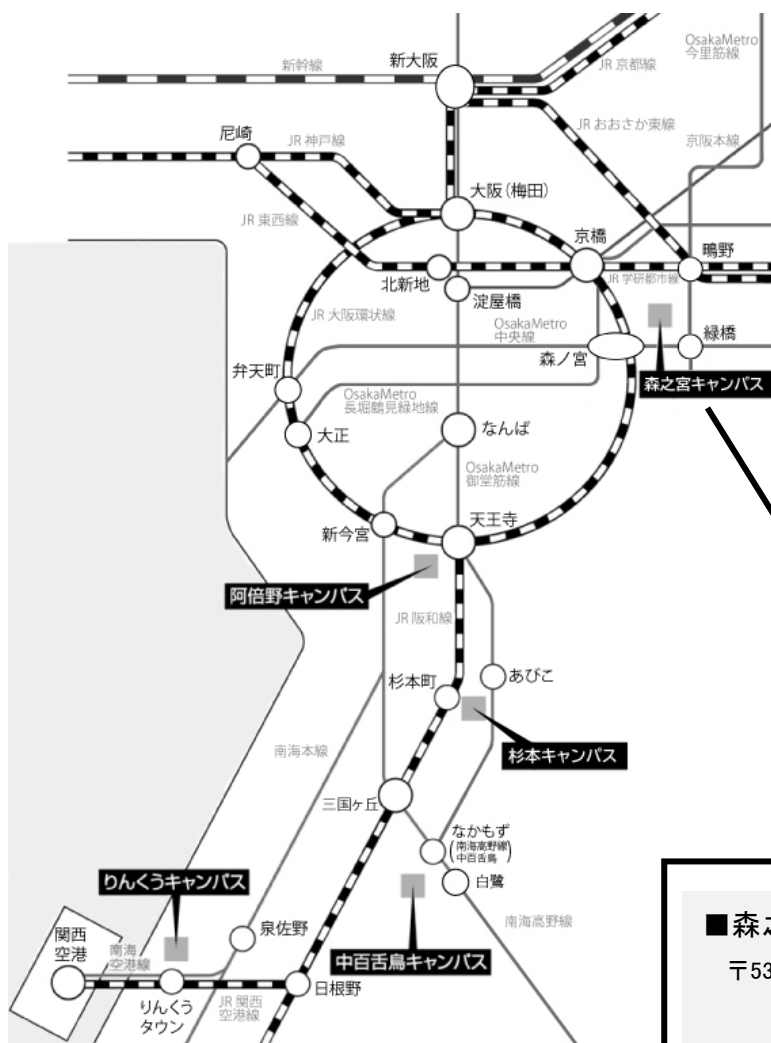 OsakaMetro
今里筋線
新大阪
新幹線
JR 京都線
尼崎
JR 神戸線
JR おおさか東線
京阪本線
大阪(梅田)
JR 東西線
京橋
鴫野
北新地
JR 学研都市線
淀屋橋
JR 大阪環状線
OsakaMetro
中央線
森ノ宮
緑橋
弁天町
森之宮キャンパス
OsakaMetro
長堀鶴見緑地線
大正
なんば
OsakaMetro
御堂筋線
新今宮
天王寺
阿倍野キャンパス
JR 阪和線
杉本町
あびこ
南海本線
杉本キャンパス
三国ヶ丘
なかもず
(南海高野線
中百舌鳥)
りんくうキャンパス
白鷺
南海高野線
関西
空港
南海
空港線
泉佐野
中百舌鳥キャンパス
りんくう
タウン
JR 関西
空港線
日根野
■森
〒53